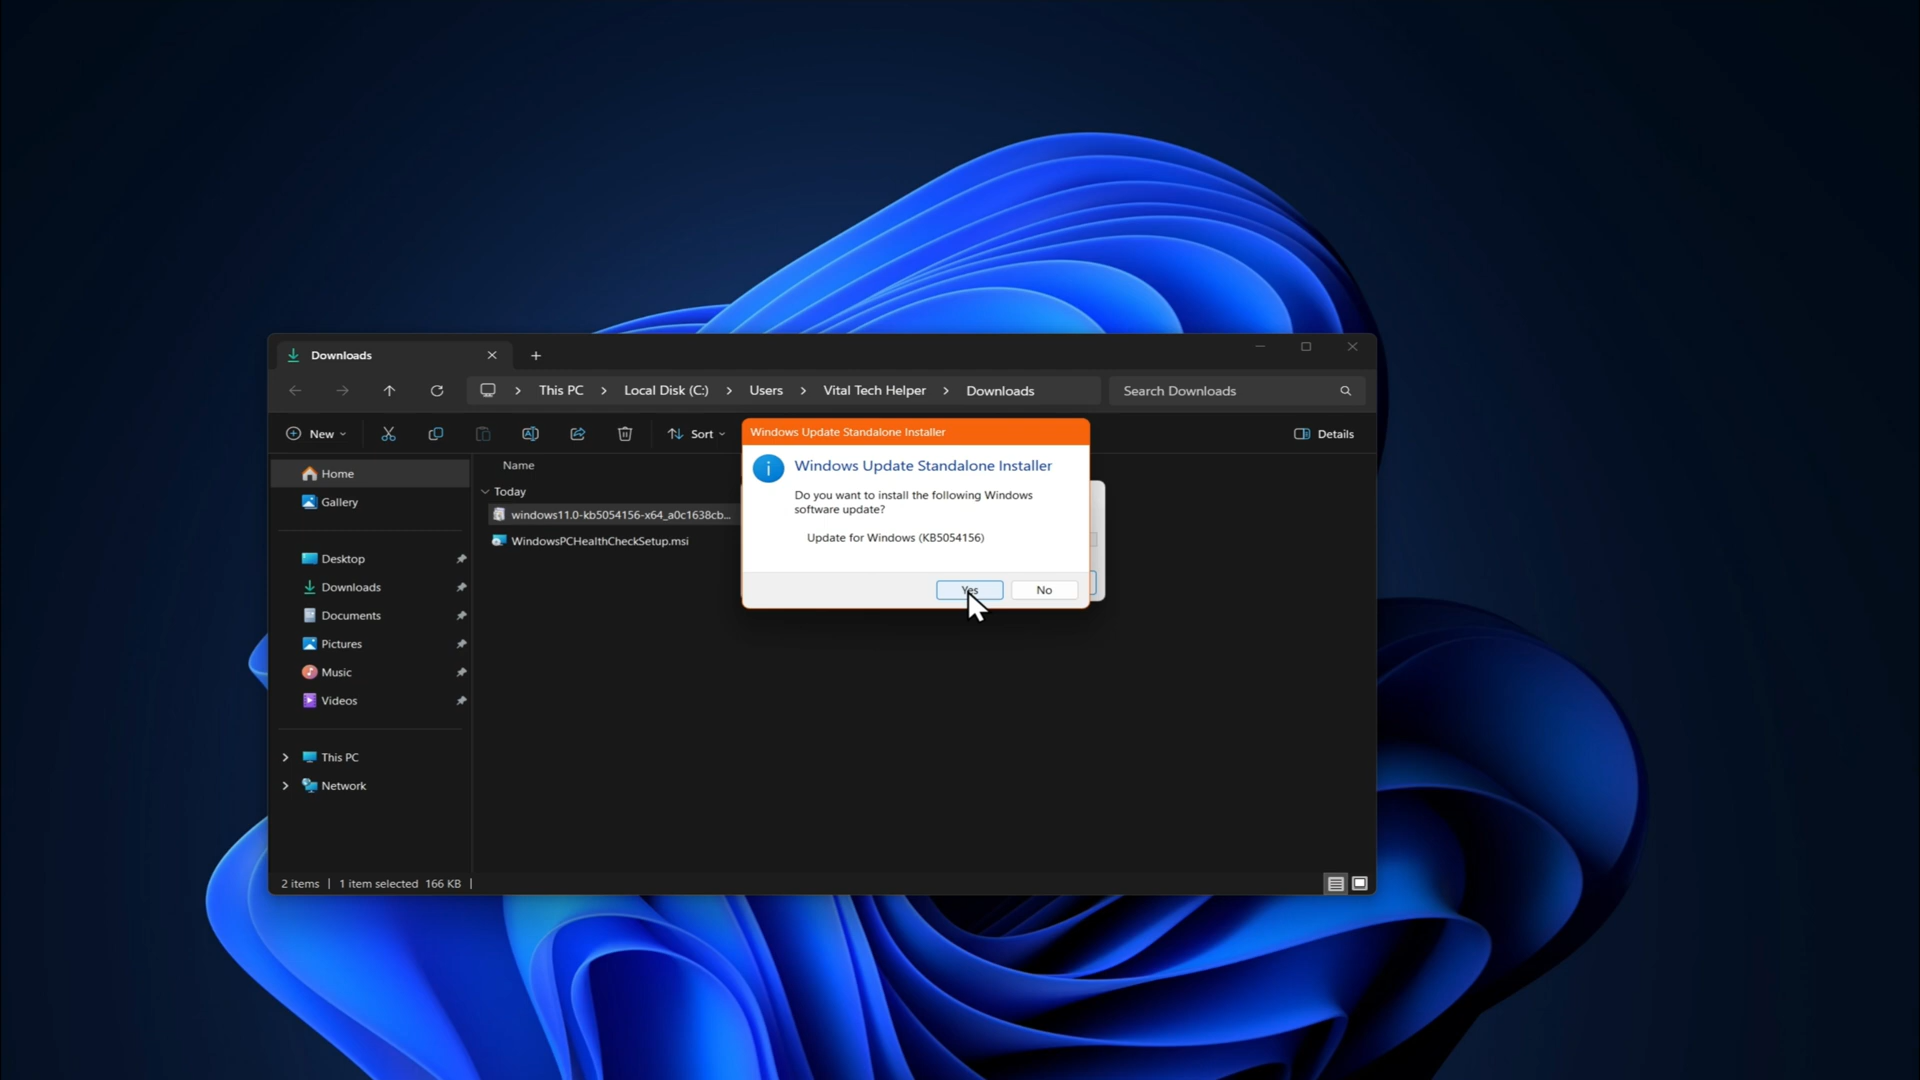 Downloads
This PC
Local Disk (C:)
Users
Vital Tech Helper
Downloads
Search Downloads
New
Sort
Details
Windows Update Standalone Installer
Windows Update Standalone Installer
Do you want to install the following Windows
software update?
Update for Windows (KB5054156)
Yes
No
Home
Gallery
Desktop
Downloads
Documents
Pictures
Music
Videos
This PC
Network
Name
Today
windows11.0-kb5054156-x64_a0c1638cb...
WindowsPCHealthCheckSetup.msi
2 items
1 item selected 166 KB